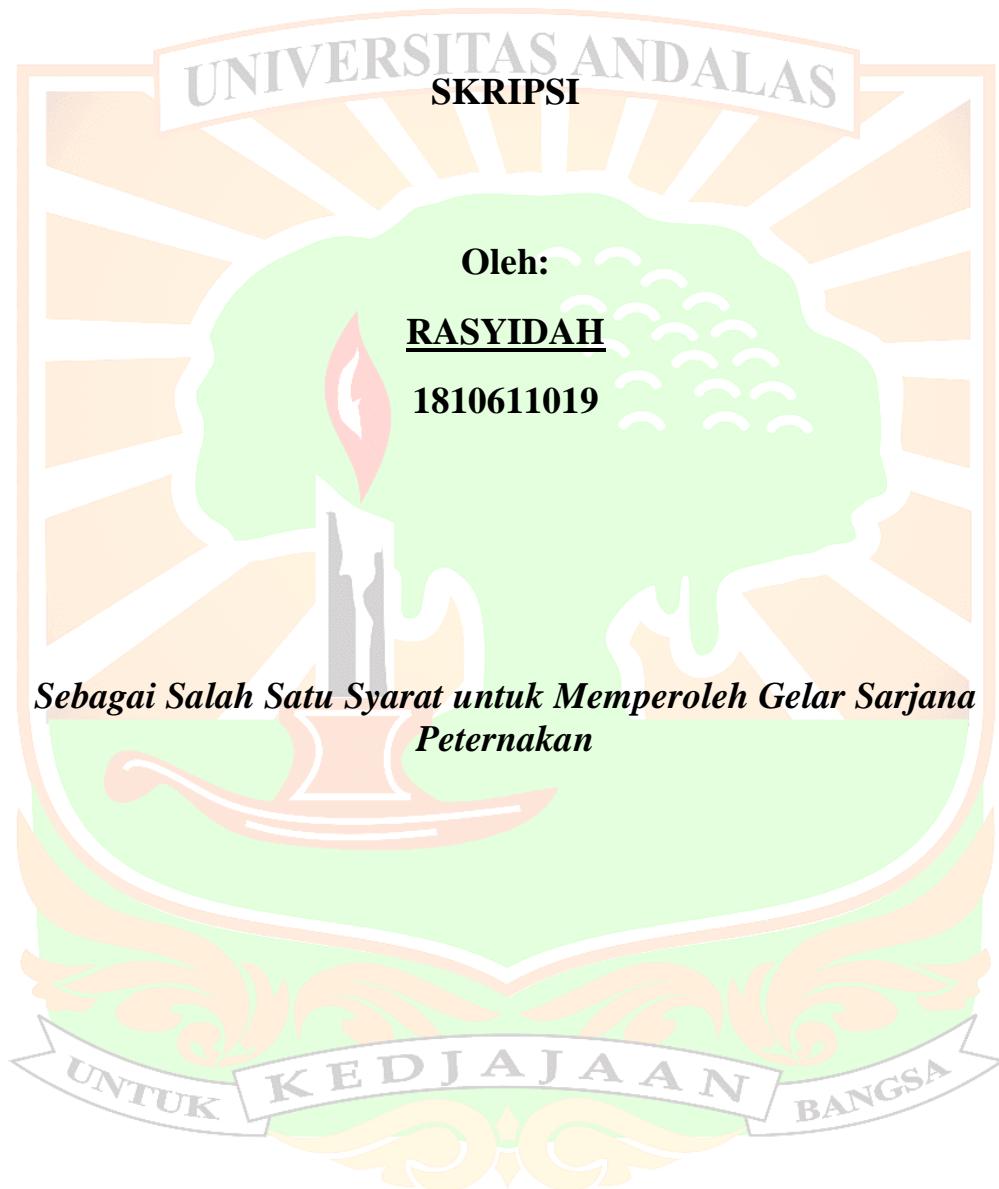 UNIVERSITAS ANDALAS
SKRIPSI
Oleh:
RASYIDAH
1810611019
Sebagai Salah Satu Syarat untuk Memperoleh Gelar Sarjana
Peternakan
UNTUK KEDJAJAAN BANGSA